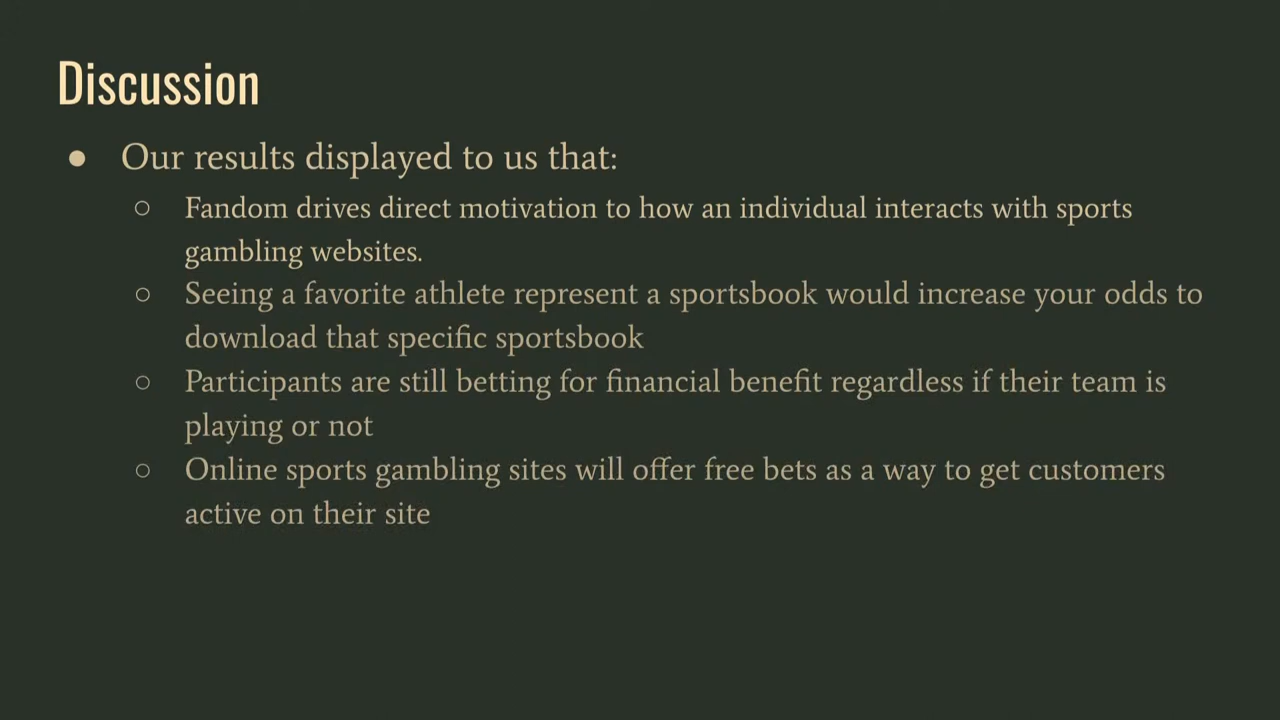 Discussion
● Our results displayed to us that:
○ Fandom drives direct motivation to how an individual interacts with sports
gambling websites.
○ Seeing a favorite athlete represent a sportsbook would increase your odds to
download that specific sportsbook
○ Participants are still betting for financial benefit regardless if their team is
playing or not
○ Online sports gambling sites will offer free bets as a way to get customers
active on their site